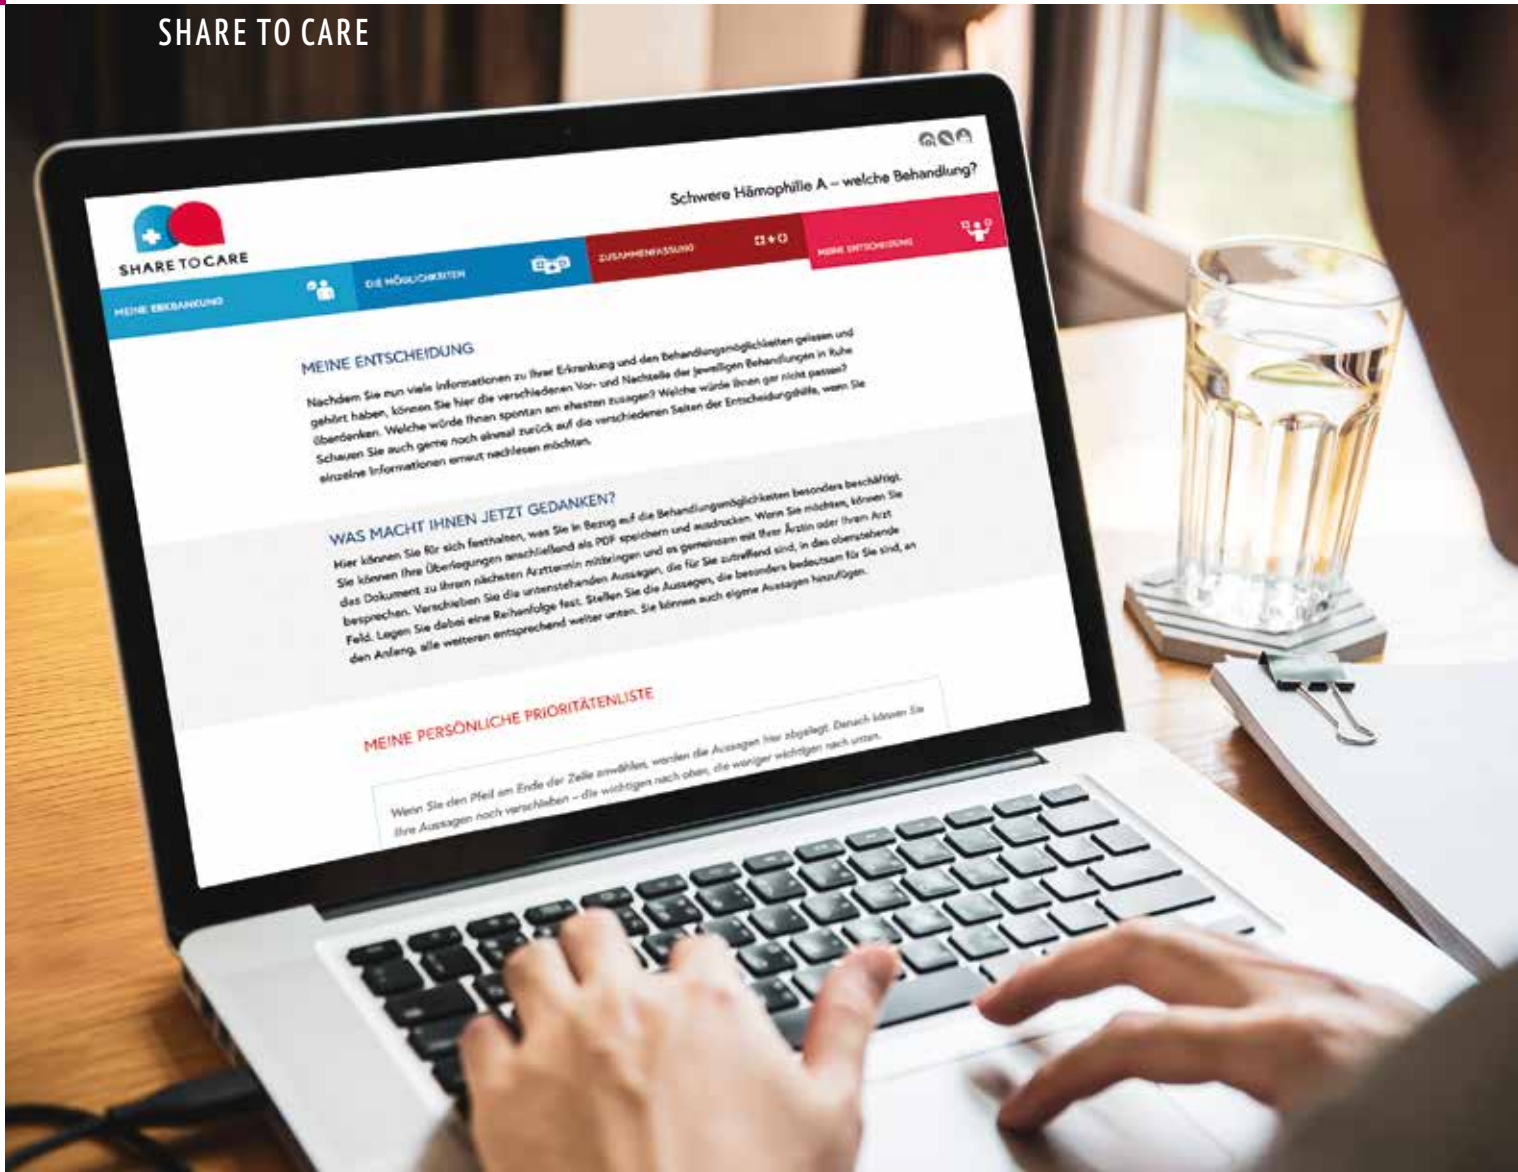 SHARE TO CARE
Schwere Hämophilie A – welche Behandlung?
SHARE TO CARE
MEINE ERKRANKUNG
DIE MÖGLICHKEITEN
ZUSAMMENFASSUNG
MEINE ENTSCHEIDUNG
MEINE ENTSCHEIDUNG
Nachdem Sie nun viele Informationen zu Ihrer Erkrankung und den Behandlungsmöglichkeiten gelesen und
gehört haben, können Sie hier die verschiedenen Vor- und Nachteile der jeweiligen Behandlungen in Ruhe
überdenken. Welche würde Ihnen spontan am ehesten zusagen? Welche würde Ihnen gar nicht passen?
Schauen Sie auch gerne noch einmal zurück auf die verschiedenen Seiten der Entscheidungshilfe, wenn Sie
einzelne Informationen erneut nachlesen möchten.
WAS MACHT IHNEN JETZT GEDANKEN?
Hier können Sie für sich festhalten, was Sie in Bezug auf die Behandlungsmöglichkeiten besonders beschäftigt.
Sie können Ihre Überlegungen anschließend als PDF speichern und ausdrucken. Wenn Sie möchten, können Sie
das Dokument zu Ihrem nächsten Arzttermin mitbringen und es gemeinsam mit Ihrer Ärztin oder Ihrem Arzt
besprechen. Verschieben Sie die untenstehenden Aussagen, die für Sie zutreffend sind, in das obenstehende
Feld. Legen Sie dabei eine Reihenfolge fest. Stellen Sie die Aussagen, die besonders bedeutsam für Sie sind, an
den Anfang, alle weiteren entsprechend weiter unten. Sie können auch eigene Aussagen hinzufügen.
MEINE PERSÖNLICHE PRIORITÄTENLISTE
Wenn Sie den Pfeil am Ende der Zeile anwählen, werden die Aussagen hier abgelegt. Danach können Sie
Ihre Aussagen noch verschieben – die wichtigen nach oben, die weniger wichtigen nach unten.